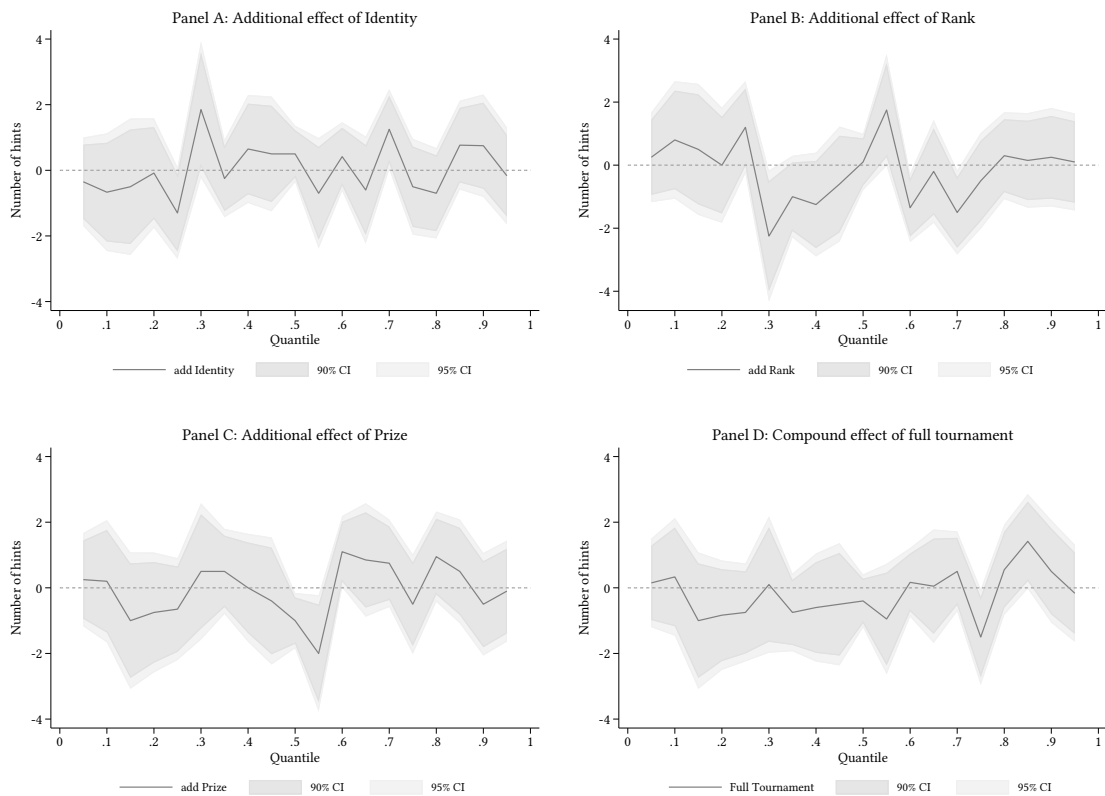 Panel A: Additional effect of Identity
Number of hints
4
2
0
-2
-4
0 .1 .2 .3 .4 .5 .6 .7 .8 .9 1
Quantile
add Identity 90% CI 95% CI
Panel B: Additional effect of Rank
Number of hints
4
2
0
-2
-4
0 .1 .2 .3 .4 .5 .6 .7 .8 .9 1
Quantile
add Rank 90% CI 95% CI
Panel C: Additional effect of Prize
Number of hints
4
2
0
-2
-4
0 .1 .2 .3 .4 .5 .6 .7 .8 .9 1
Quantile
add Prize 90% CI 95% CI
Panel D: Compound effect of full tournament
Number of hints
4
2
0
-2
-4
0 .1 .2 .3 .4 .5 .6 .7 .8 .9 1
Quantile
Full Tournament 90% CI 95% CI